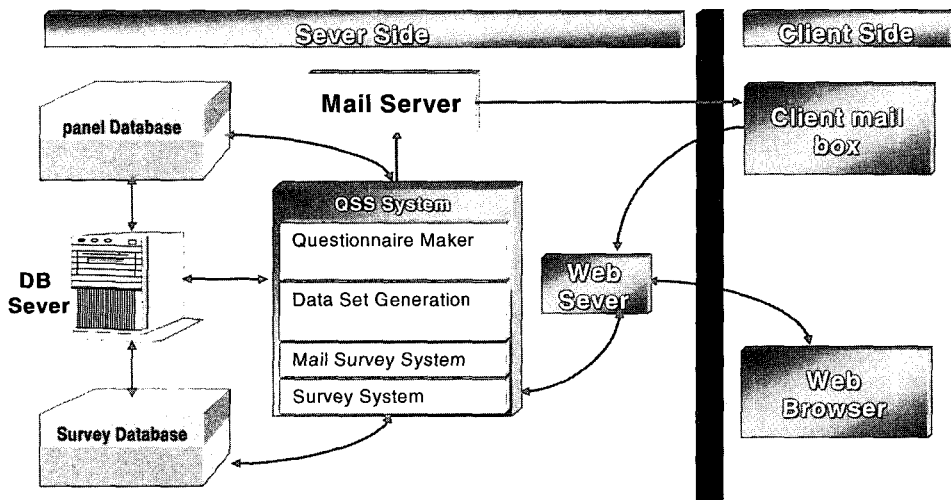 Sever Side
Client Side
panel Database
Mail Server
Client mail
box
QSS System
Questionnaire Maker
Data Set Generation
Mail Survey System
Survey System
DB
Sever
Web
Sever
Survey Database
Web
Browser